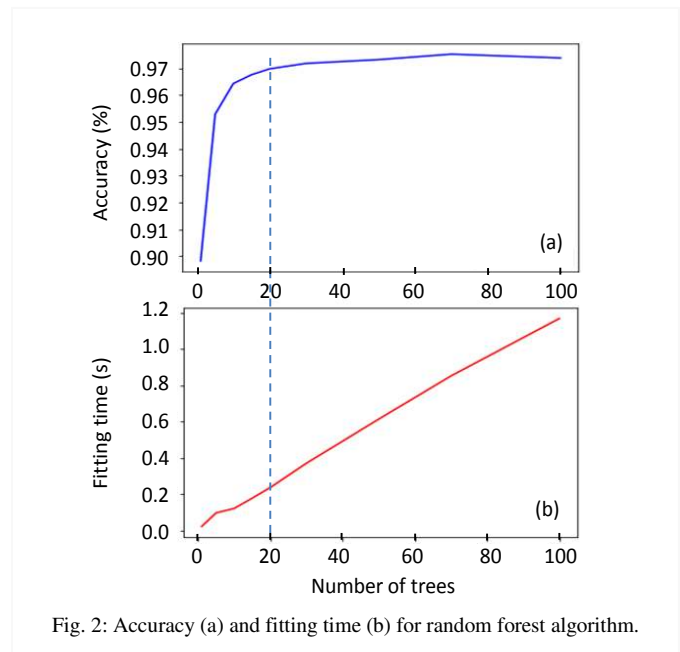 Accuracy (%)
0.97
0.96
0.95
0.94
0.93
0.92
0.91
0.90
(a)
0 20 40 60 80 100
Fitting time (s)
1.2
1.0
0.8
0.6
0.4
0.2
0.0
(b)
0 20 40 60 80 100
Number of trees
Fig. 2: Accuracy (a) and fitting time (b) for random forest algorithm.